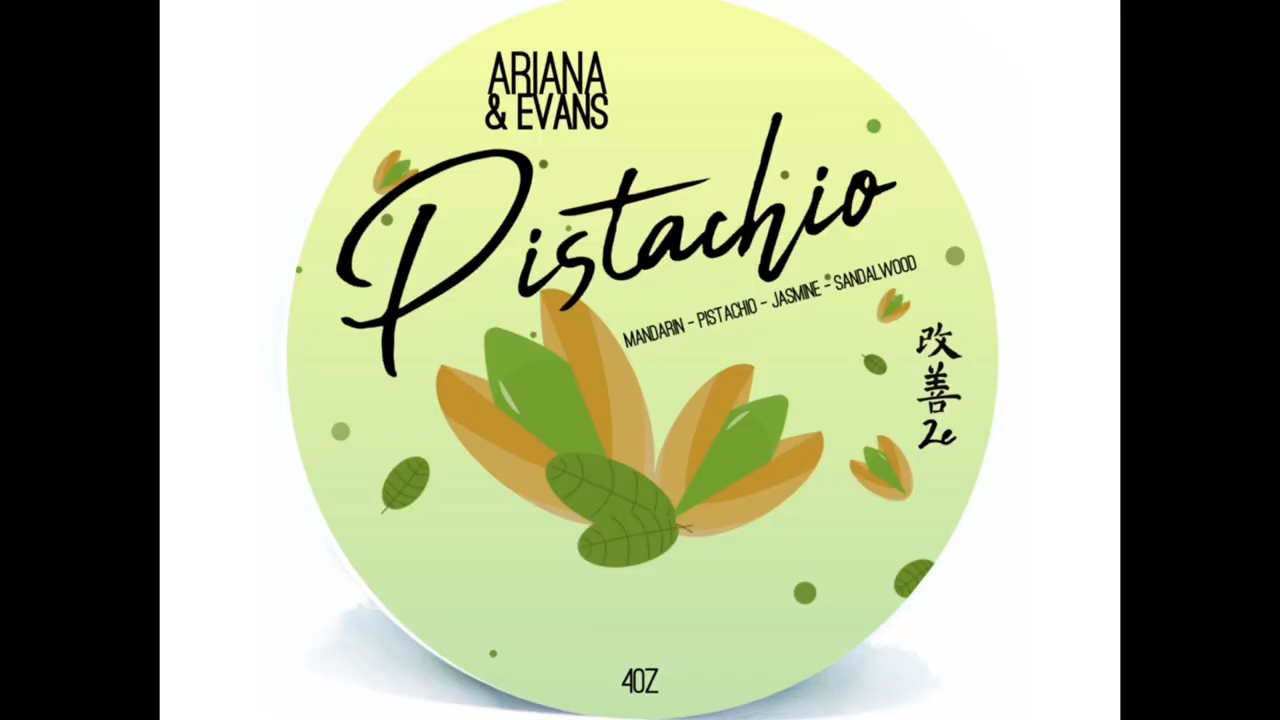 ARIANA
& EVANS
Pistachio
MANDARIN - PISTACHIO - JASMINE - SANDALWOOD
改
善
2e
4OZ